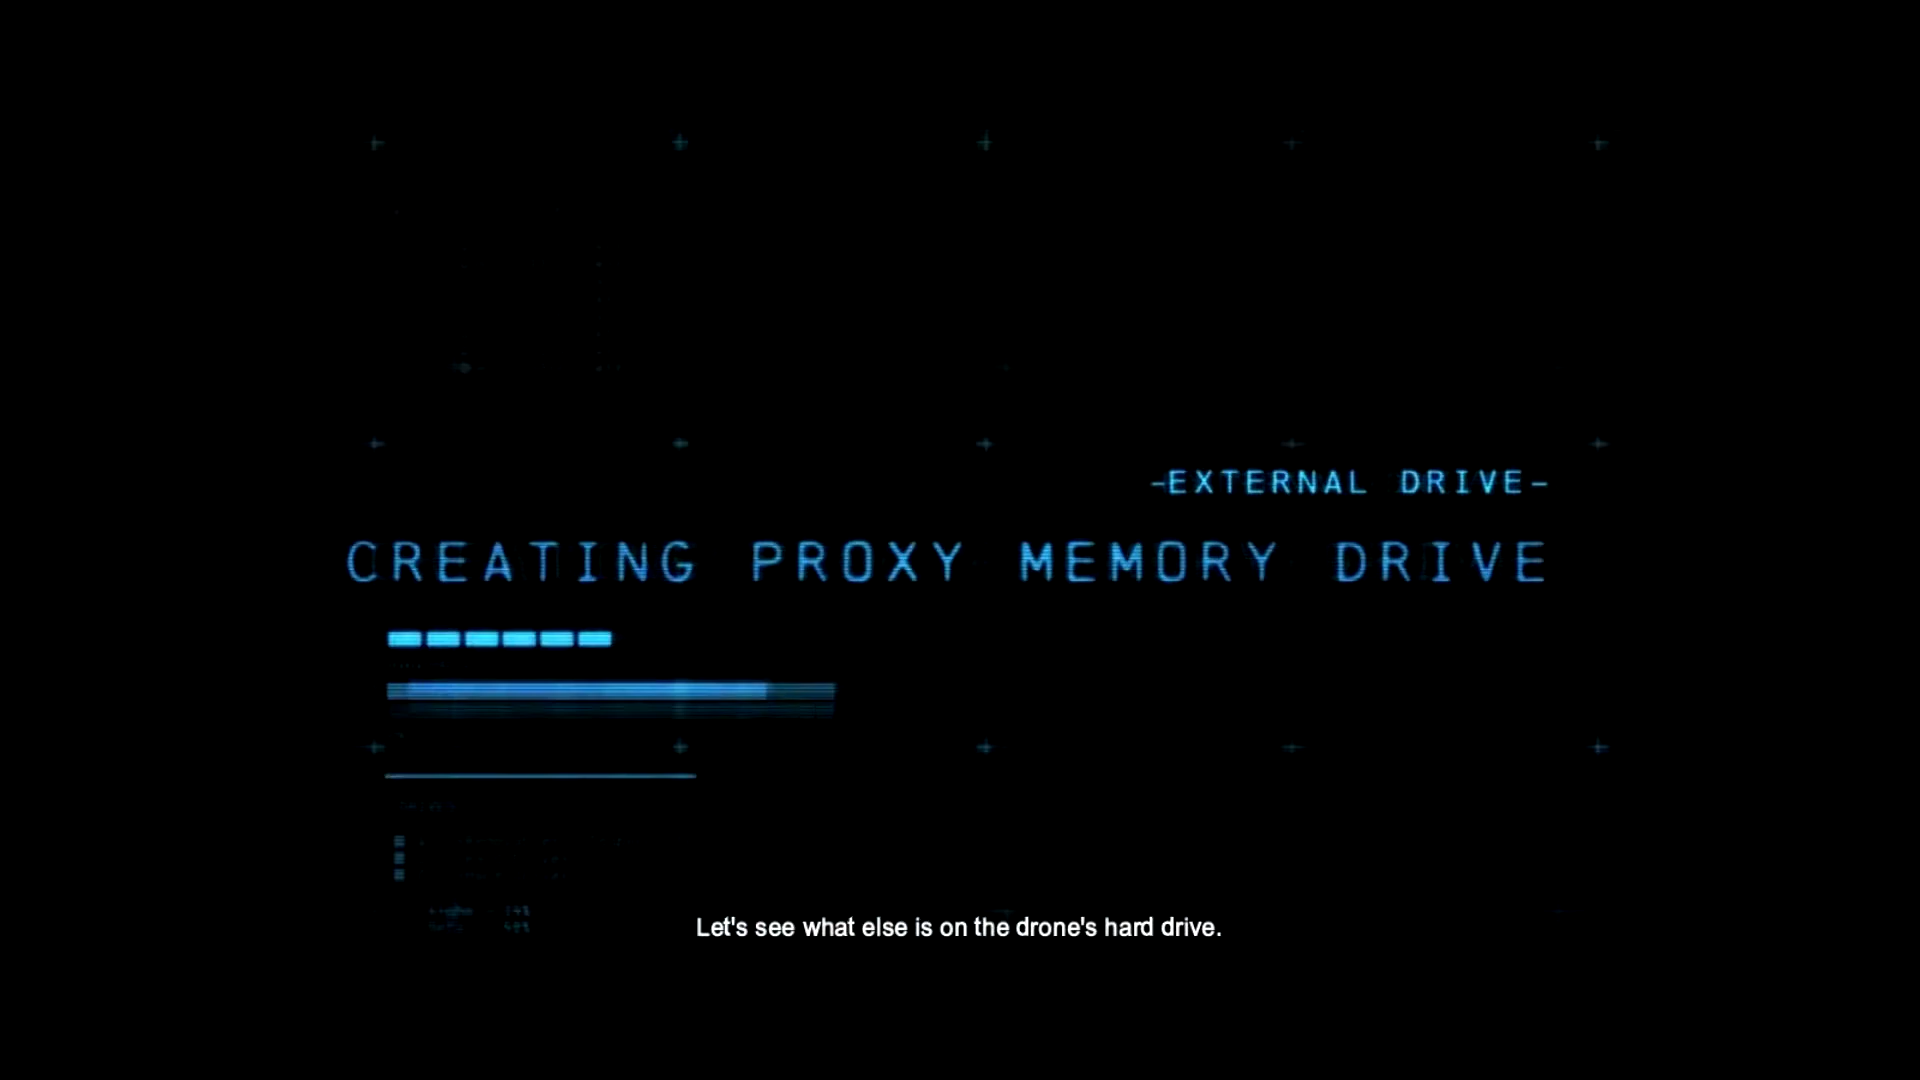 -EXTERNAL DRIVE-
CREATING PROXY MEMORY DRIVE
Let's see what else is on the drone's hard drive.